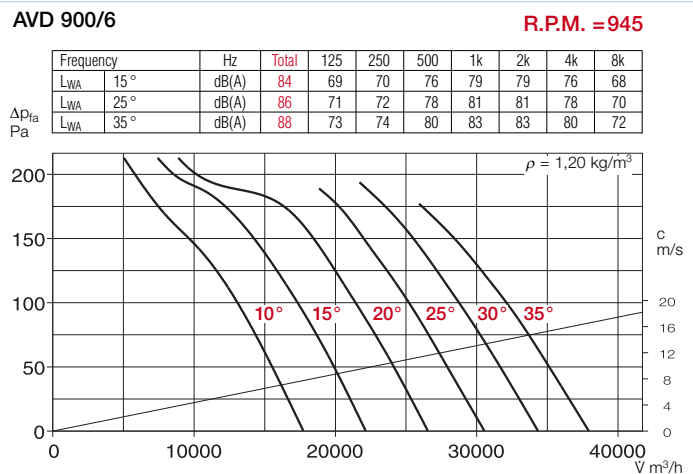 AVD 900/6
R.P.M. = 945
Frequency Hz Total 125 250 500 1k 2k 4k 8k
LWA 15° dB(A) 84 69 70 76 79 79 76 68
LWA 25° dB(A) 86 71 72 78 81 81 78 70
LWA 35° dB(A) 88 73 74 80 83 83 80 72
Δpfa
Pa
ρ = 1,20 kg/m³
200
150
100
50
0
c
m/s
20
16
12
8
4
0
10° 15° 20° 25° 30° 35°
0 10000 20000 30000 40000
V̇ m³/h